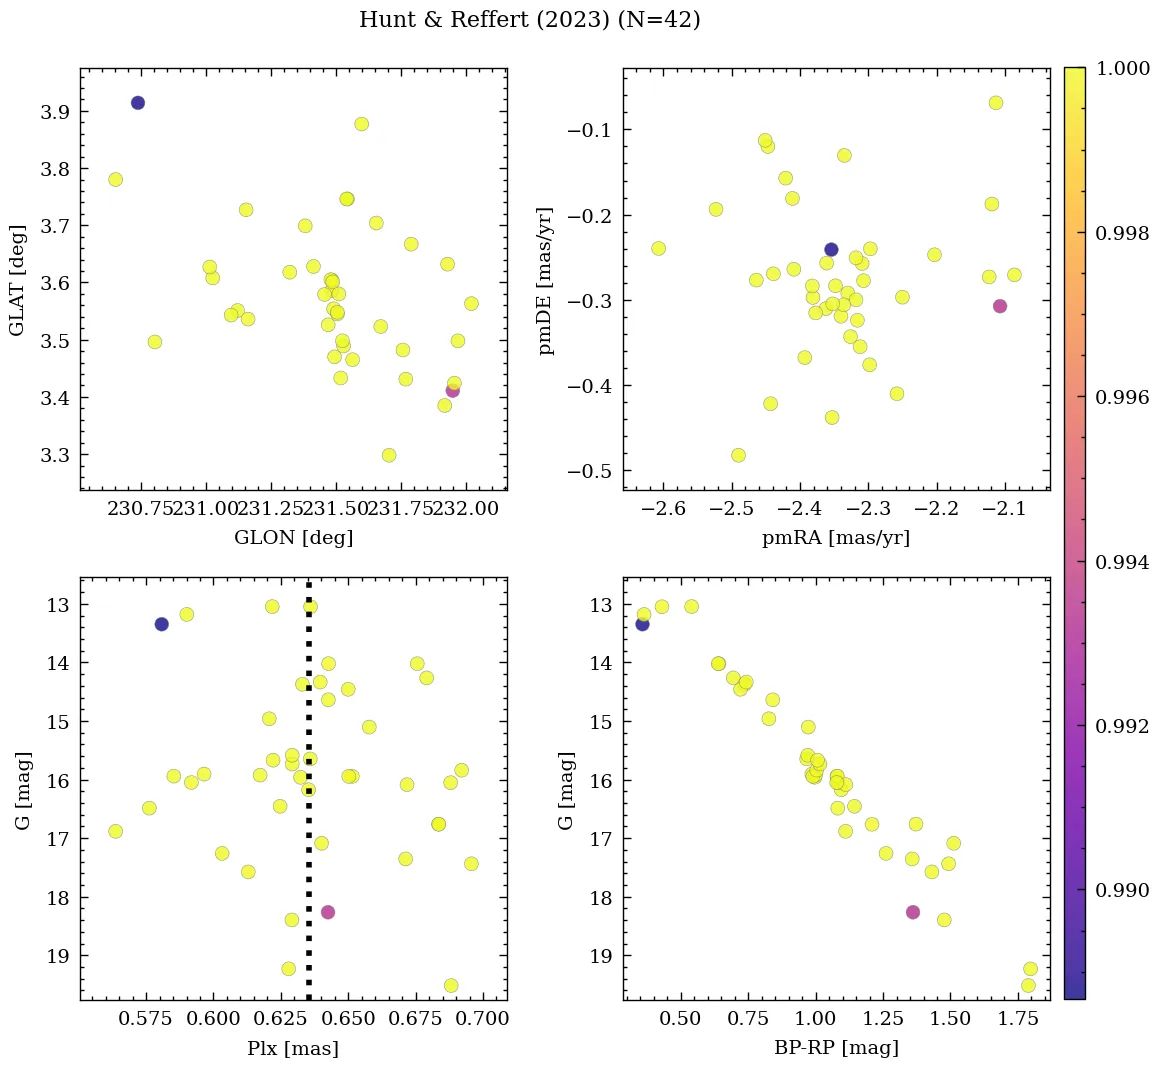 Hunt & Reffert (2023) (N=42)
3.9
3.8
3.7
3.6
3.5
3.4
3.3
GLAT [deg]
230.75 231.00 231.25 231.50 231.75 232.00
GLON [deg]
−0.1
−0.2
−0.3
−0.4
−0.5
pmDE [mas/yr]
−2.6 −2.5 −2.4 −2.3 −2.2 −2.1
pmRA [mas/yr]
13
14
15
16
17
18
19
G [mag]
0.575 0.600 0.625 0.650 0.675 0.700
Plx [mas]
13
14
15
16
17
18
19
G [mag]
0.50 0.75 1.00 1.25 1.50 1.75
BP-RP [mag]
1.000
0.998
0.996
0.994
0.992
0.990